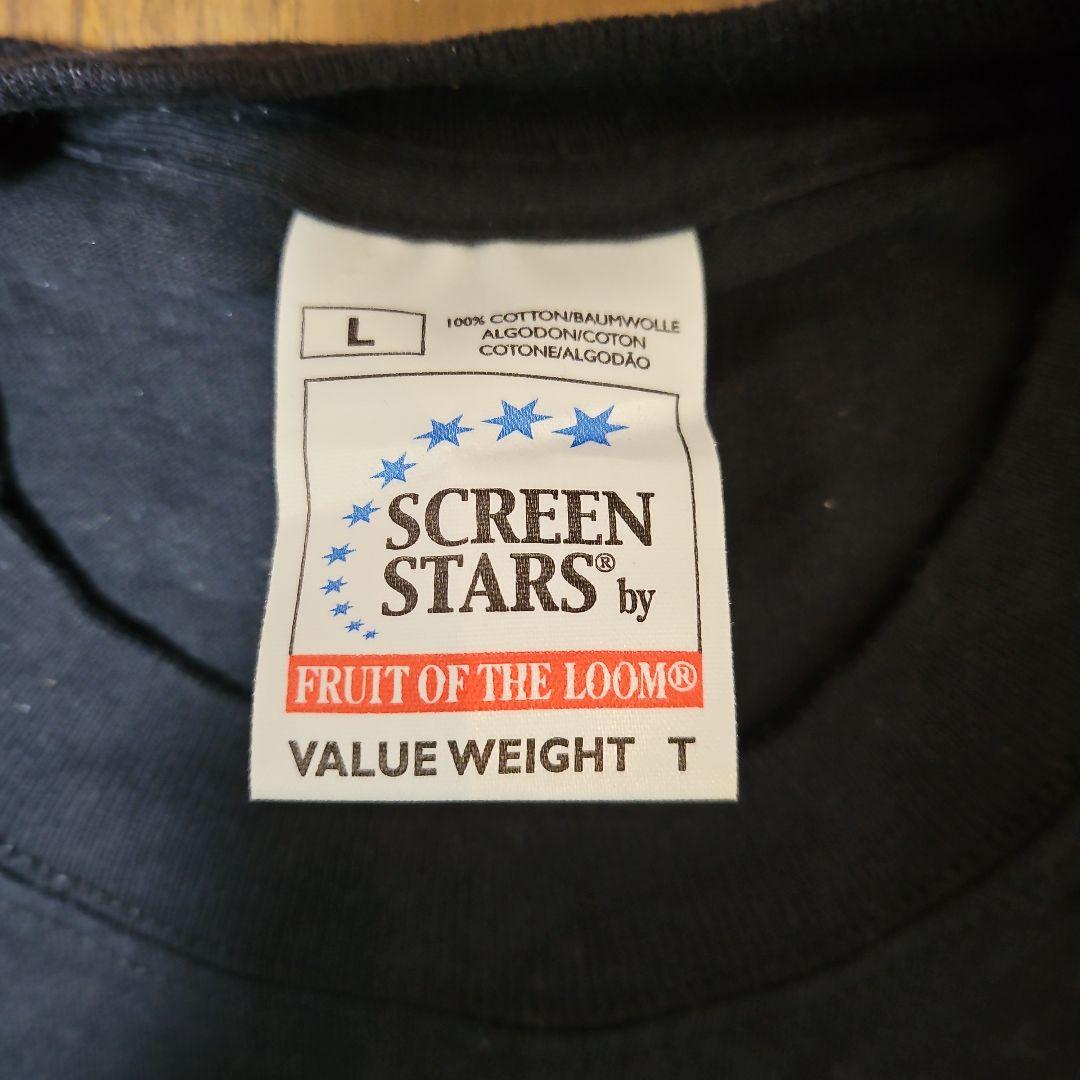 L
100% COTTON/BAUMWOLLE
ALGODON/COTON
COTONE/ALGODÃO
SCREEN
STARS® by
FRUIT OF THE LOOM®
VALUE WEIGHT T